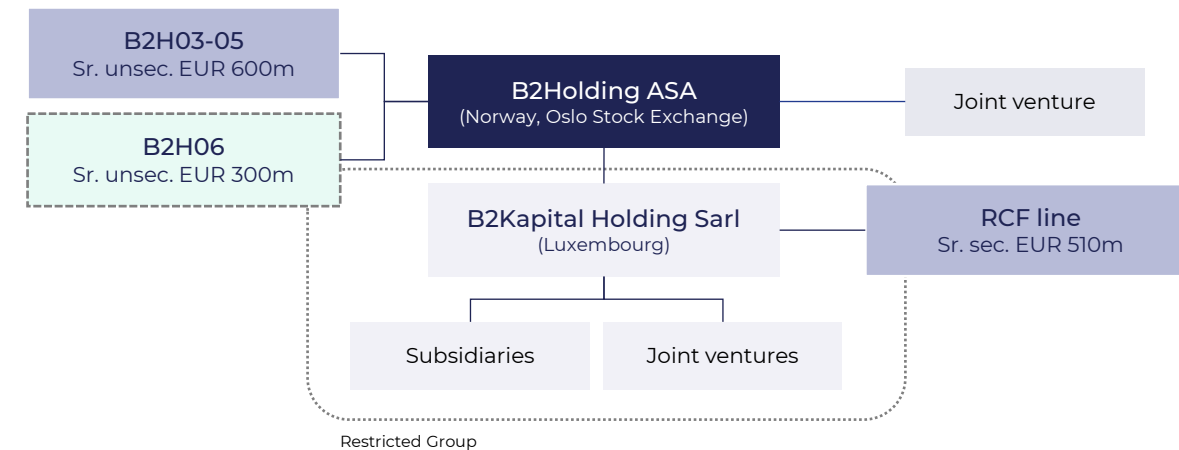 B2H03-05
Sr. unsec. EUR 600m
B2Holding ASA
(Norway, Oslo Stock Exchange)
Joint venture
B2H06
Sr. unsec. EUR 300m
B2Kapital Holding Sarl
(Luxembourg)
RCF line
Sr. sec. EUR 510m
Subsidiaries
Joint ventures
Restricted Group